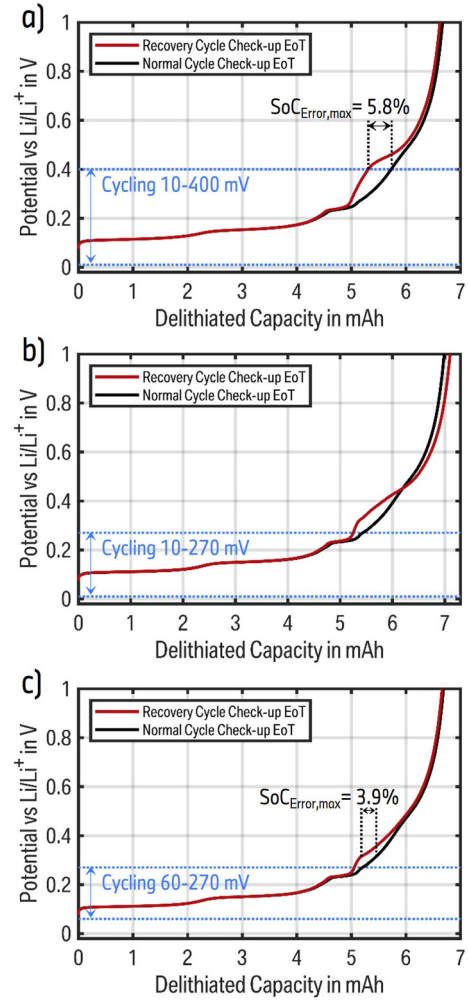 a)
1
0.8
0.6
0.4
0.2
0
Potential vs Li/Li⁺ in V
Recovery Cycle Check-up EoT
Normal Cycle Check-up EoT
SoC_Error,max = 5.8%
Cycling 10-400 mV
0 1 2 3 4 5 6 7
Delithiated Capacity in mAh
b)
1
0.8
0.6
0.4
0.2
0
Potential vs Li/Li⁺ in V
Recovery Cycle Check-up EoT
Normal Cycle Check-up EoT
Cycling 10-270 mV
0 1 2 3 4 5 6 7
Delithiated Capacity in mAh
c)
1
0.8
0.6
0.4
0.2
0
Potential vs Li/Li⁺ in V
Recovery Cycle Check-up EoT
Normal Cycle Check-up EoT
SoC_Error,max = 3.9%
Cycling 60-270 mV
0 1 2 3 4 5 6 7
Delithiated Capacity in mAh